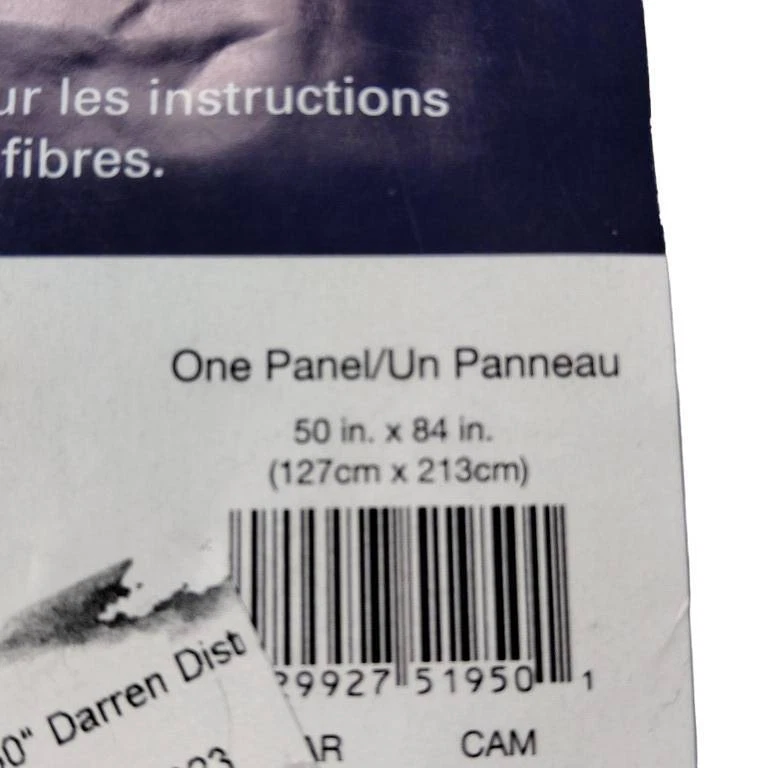 ur les instructions
fibres.
One Panel/Un Panneau
50 in. x 84 in.
(127cm x 213cm)
29927 51950 1
0" Darren Dist
AR CAM